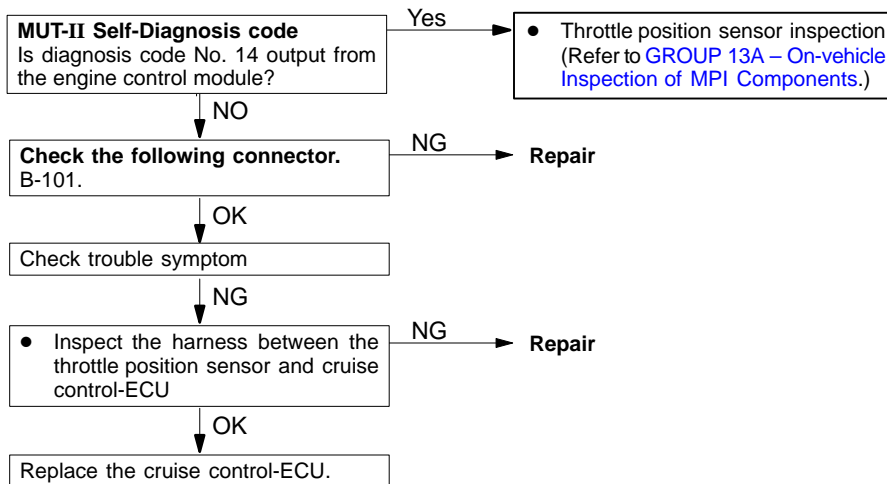 MUT-II Self-Diagnosis code
Is diagnosis code No. 14 output from
the engine control module?
Yes
● Throttle position sensor inspection
(Refer to GROUP 13A – On-vehicle
Inspection of MPI Components.)
NO
Check the following connector.
B-101.
NG
Repair
OK
Check trouble symptom
NG
● Inspect the harness between the
throttle position sensor and cruise
control-ECU
NG
Repair
OK
Replace the cruise control-ECU.